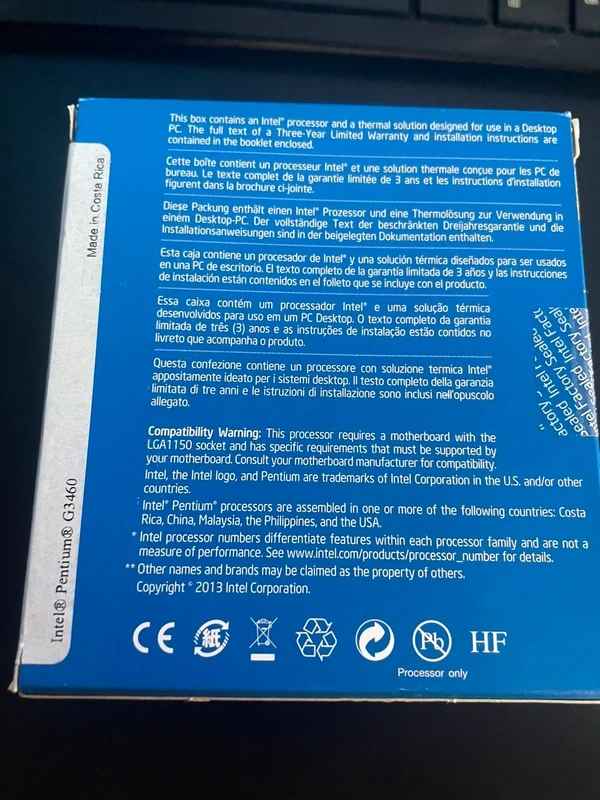 This box contains an Intel® processor and a thermal solution designed for use in a Desktop
PC. The full text of a Three-Year Limited Warranty and installation instructions are
contained in the booklet enclosed.
Cette boîte contient un processeur Intel® et une solution thermale conçue pour les PC de
bureau. Le texte complet de la garantie limitée de 3 ans et les instructions d'installation
figurent dans la brochure ci-jointe.
Diese Packung enthält einen Intel® Prozessor und eine Thermolösung zur Verwendung in
einem Desktop-PC. Der vollständige Text der beschränkten Dreijahresgarantie und die
Installationsanweisungen sind in der beigelegten Dokumentation enthalten.
Esta caja contiene un procesador de Intel® y una solución térmica diseñados para ser usados
en una PC de escritorio. El texto completo de la garantía limitada de 3 años y las instrucciones
de instalación están contenidos en el folleto que se incluye con el producto.
Essa caixa contém um processador Intel® e uma solução térmica
desenvolvidos para uso em um PC Desktop. O texto completo da garantia
limitada de três (3) anos e as instruções de instalação estão contidos no
livreto que acompanha o produto.
Questa confezione contiene un processore con soluzione termica Intel®
appositamente ideato per i sistemi desktop. Il testo completo della garanzia
limitata di tre anni e le istruzioni di installazione sono inclusi nell'opuscolo
allegato.
Compatibility Warning: This processor requires a motherboard with the
LGA1150 socket and has specific requirements that must be supported by
your motherboard. Consult your motherboard manufacturer for compatibility.
Intel, the Intel logo, and Pentium are trademarks of Intel Corporation in the U.S. and/or other
countries.
Intel® Pentium® processors are assembled in one or more of the following countries: Costa
Rica, China, Malaysia, the Philippines, and the USA.
* Intel processor numbers differentiate features within each processor family and are not a
measure of performance. See www.intel.com/products/processor_number for details.
** Other names and brands may be claimed as the property of others.
Copyright © 2013 Intel Corporation.
CE
紙
Pb
HF
Processor only
Made in Costa Rica
Intel® Pentium® G3460
actory
Sealed Intel
ntel Factory Sealed
sealed Intel Fact